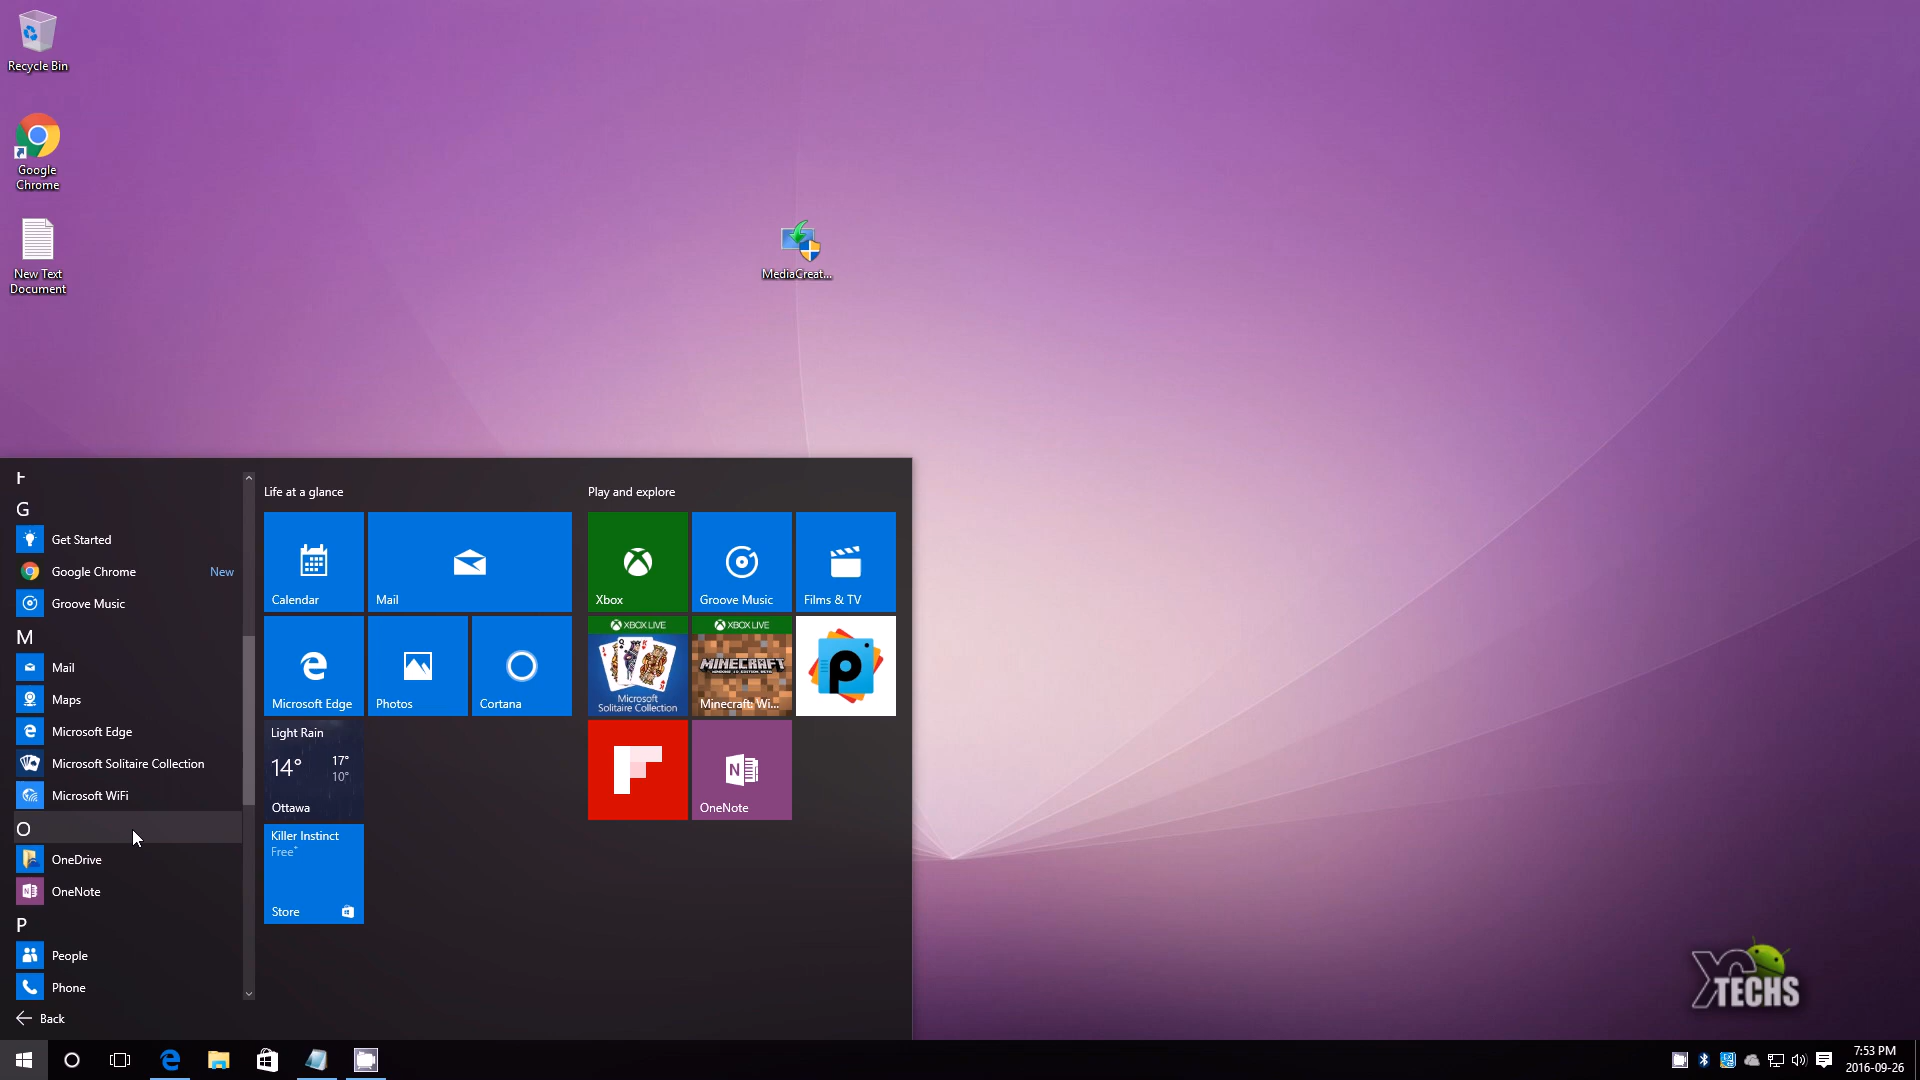 Recycle Bin
Google
Chrome
New Text
Document
MediaCreat...
F
G
Get Started
Google Chrome New
Groove Music
M
Mail
Maps
Microsoft Edge
Microsoft Solitaire Collection
Microsoft WiFi
O
OneDrive
OneNote
P
People
Phone
Back
Life at a glance
Calendar
Mail
Microsoft Edge
Photos
Cortana
Light Rain
14° 17°
10°
Ottawa
Killer Instinct
Free+
Store
Play and explore
Xbox
Groove Music
Films & TV
XBOX LIVE
Microsoft
Solitaire Collection
XBOX LIVE
MINECRAFT
Minecraft: Wi...
p
OneNote
TECHS
7:53 PM
2016-09-26